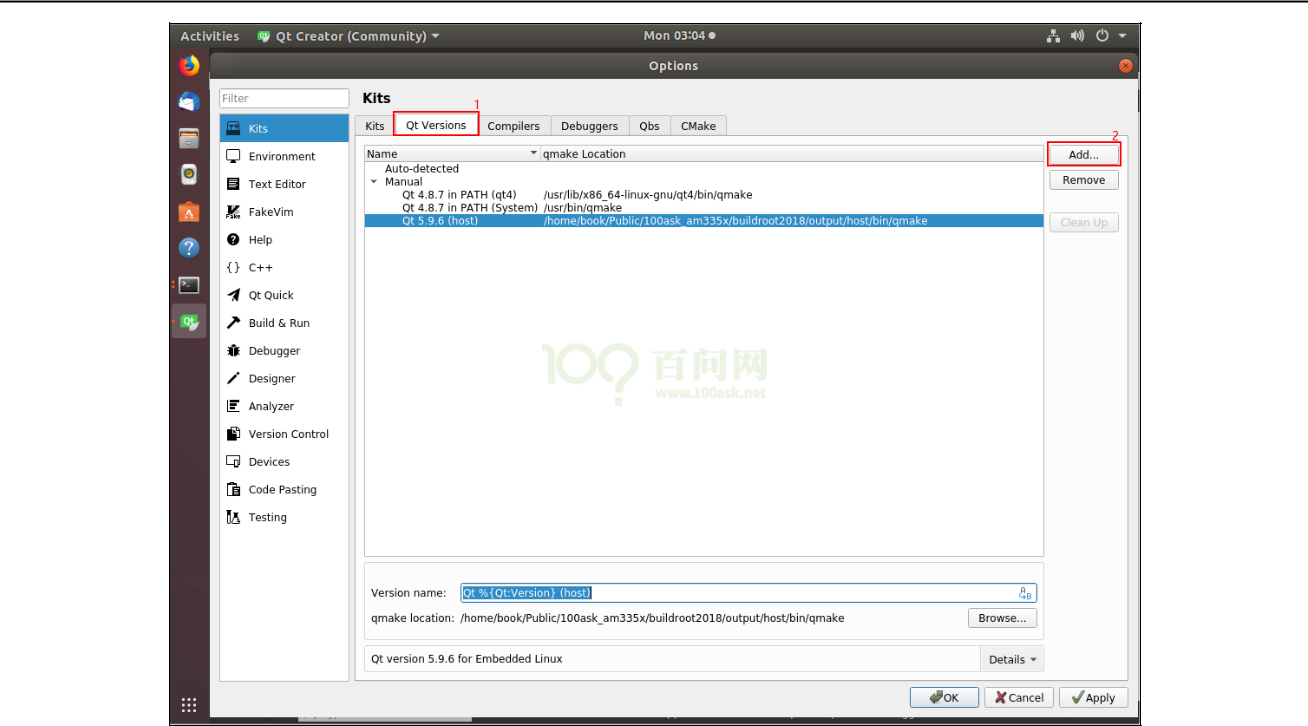 Activities Qt Creator (Community) Mon 03:04
Options
Filter
Kits
Environment
Text Editor
FakeVim
Help
{} C++
Qt Quick
Build & Run
Debugger
Designer
Analyzer
Version Control
Devices
Code Pasting
Testing
Kits
1
Kits Qt Versions Compilers Debuggers Qbs CMake
2
Name qmake Location
Auto-detected
Manual
Qt 4.8.7 in PATH (qt4) /usr/lib/x86_64-linux-gnu/qt4/bin/qmake
Qt 4.8.7 in PATH (System) /usr/bin/qmake
Qt 5.9.6 (host) /home/book/Public/100ask_am335x/buildroot2018/output/host/bin/qmake
Add...
Remove
Clean Up
100? 百问网
www.100ask.net
Version name: Qt %{Qt:Version} (host)
qmake location: /home/book/Public/100ask_am335x/buildroot2018/output/host/bin/qmake Browse...
Qt version 5.9.6 for Embedded Linux Details
OK Cancel Apply